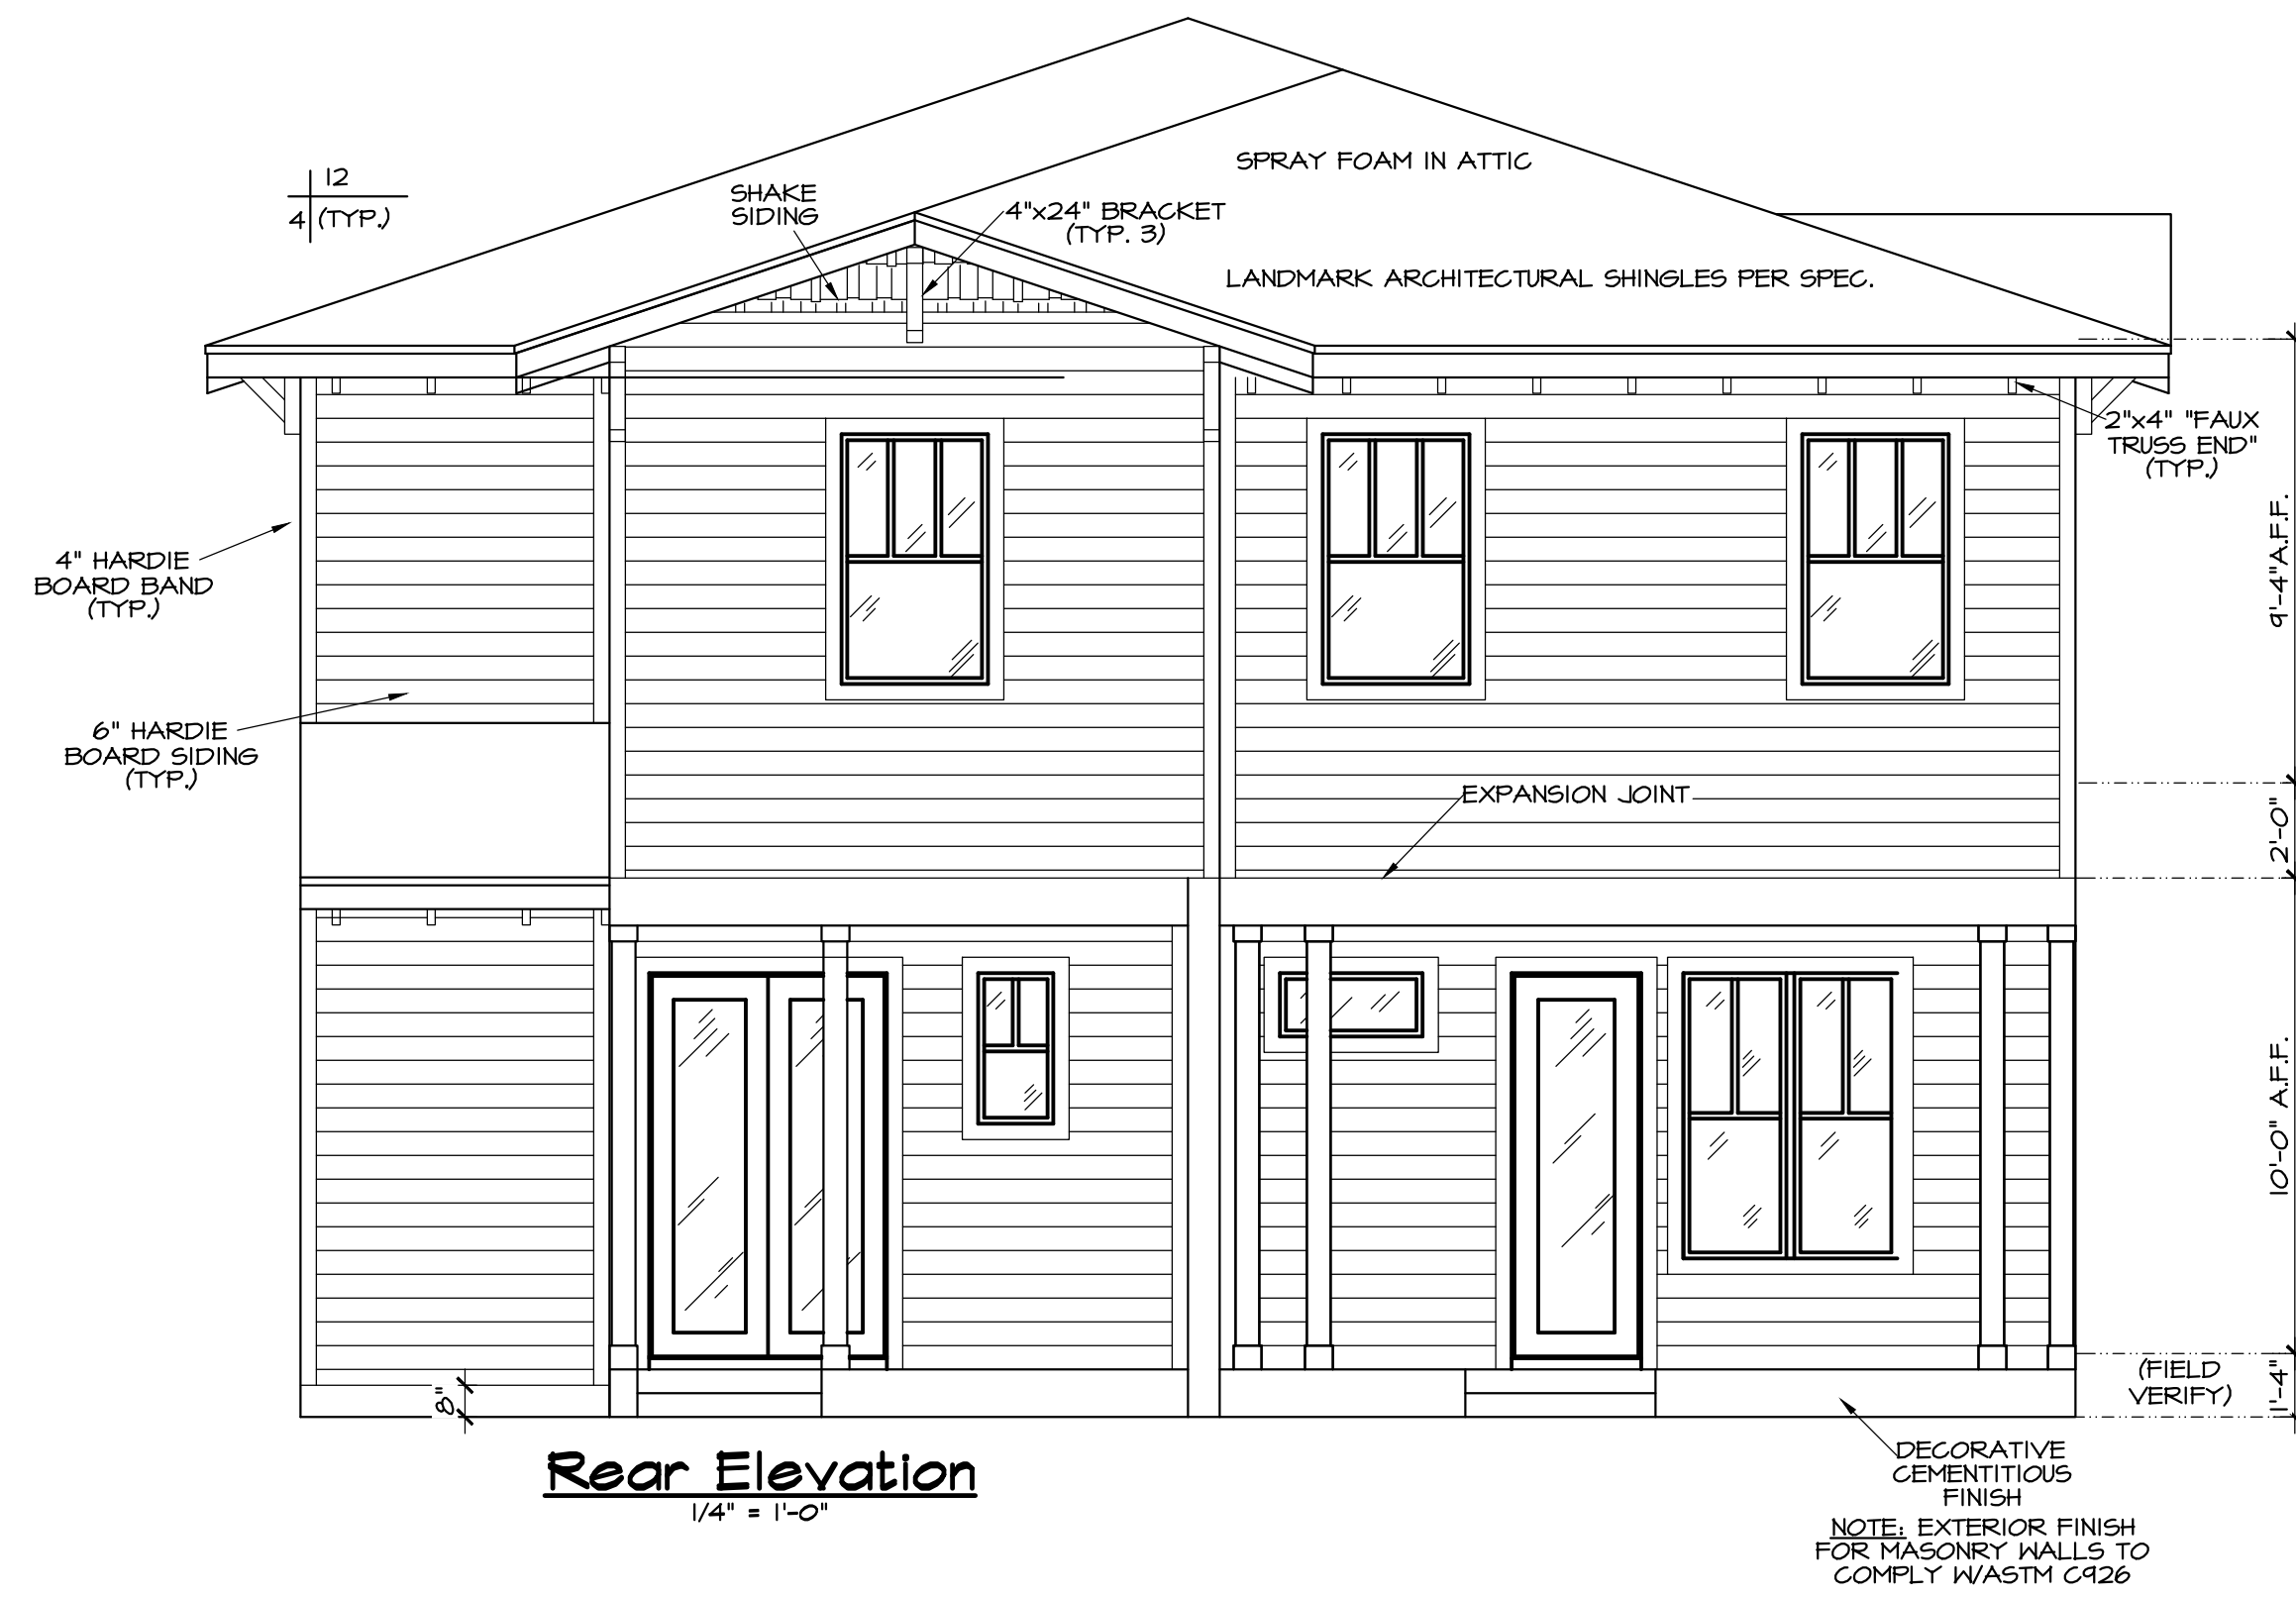 12
4 (TYP.)
SHAKE
SIDING
4"x24" BRACKET
(TYP. 3)
SPRAY FOAM IN ATTIC
LANDMARK ARCHITECTURAL SHINGLES PER SPEC.
2"x4" "FAUX
TRUSS END"
(TYP.)
4" HARDIE
BOARD BAND
(TYP.)
6" HARDIE
BOARD SIDING
(TYP.)
EXPANSION JOINT
9'-4"A.F.F.
2'-0"
10'-0" A.F.F.
1'-4"
(FIELD
VERIFY)
8"
DECORATIVE
CEMENTITIOUS
FINISH
NOTE: EXTERIOR FINISH
FOR MASONRY WALLS TO
COMPLY W/ASTM C926
Rear Elevation
1/4" = 1'-0"